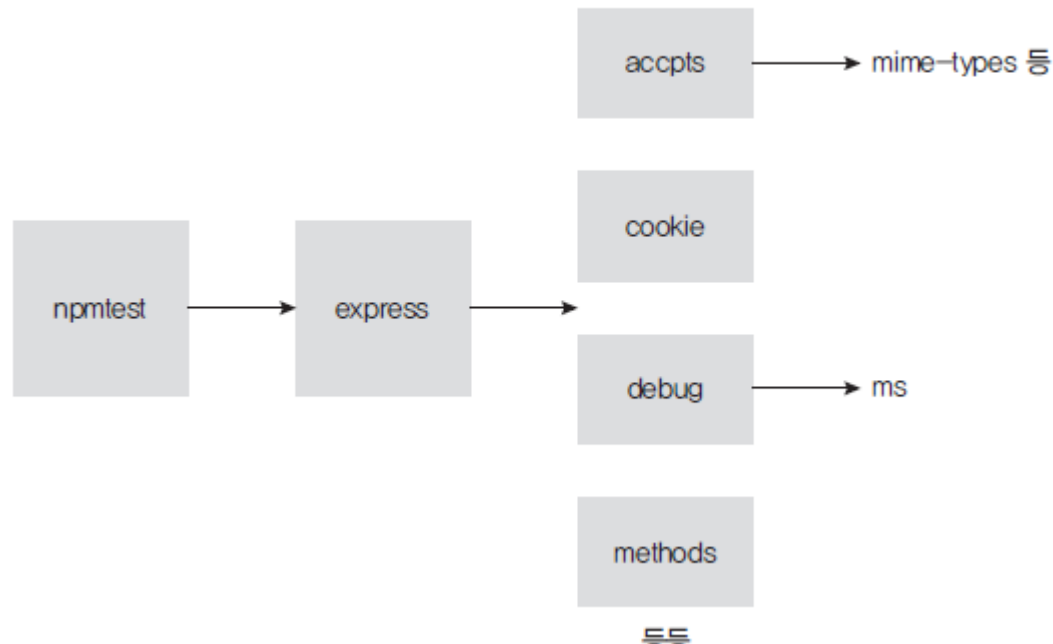 accpts
mime-types 등
cookie
npmtest
express
debug
ms
methods
등등